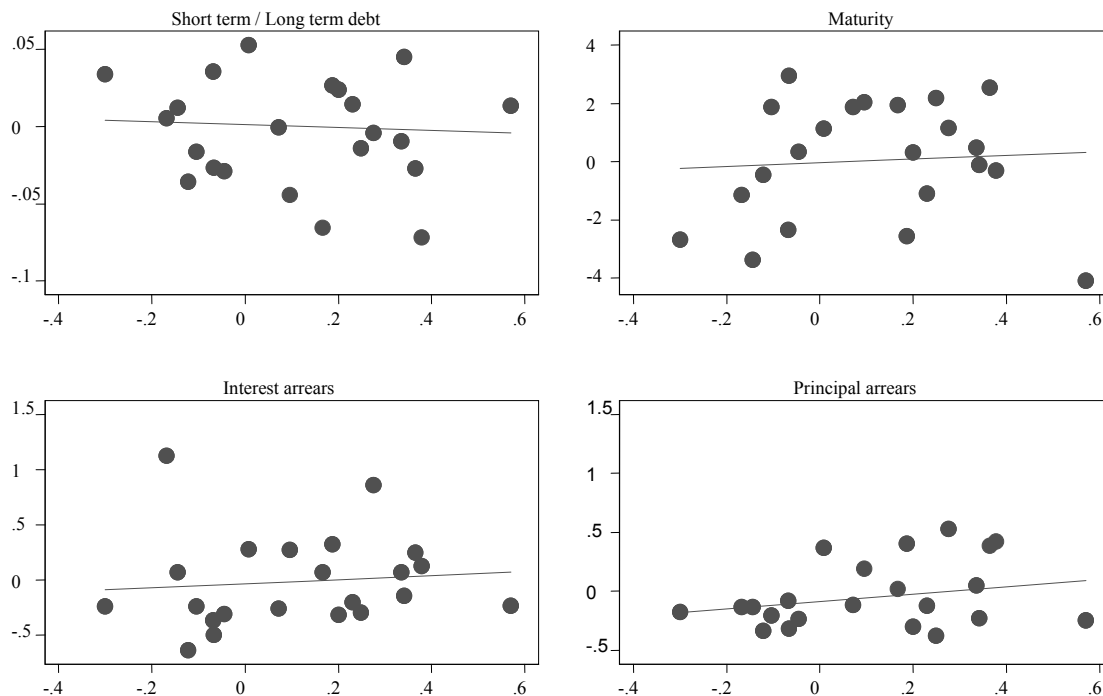 Short term / Long term debt
.05
0
-.05
-.1
-.4 -.2 0 .2 .4 .6
Maturity
4
2
0
-2
-4
-.4 -.2 0 .2 .4 .6
Interest arrears
1.5
1
.5
0
-.5
-.4 -.2 0 .2 .4 .6
Principal arrears
1.5
1
.5
0
-.5
-.4 -.2 0 .2 .4 .6